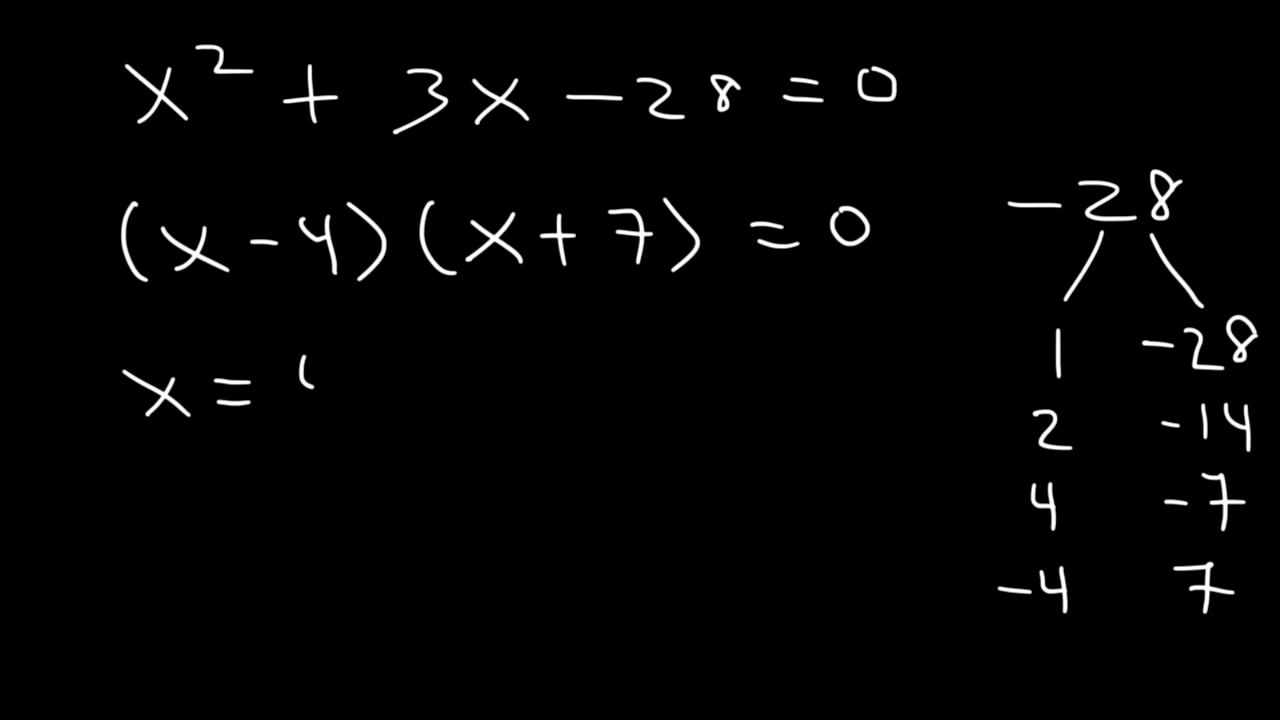 x² + 3x - 28 = 0
(x - 4)(x + 7) = 0
x =
-28
1 -28
2 -14
4 -7
-4 7